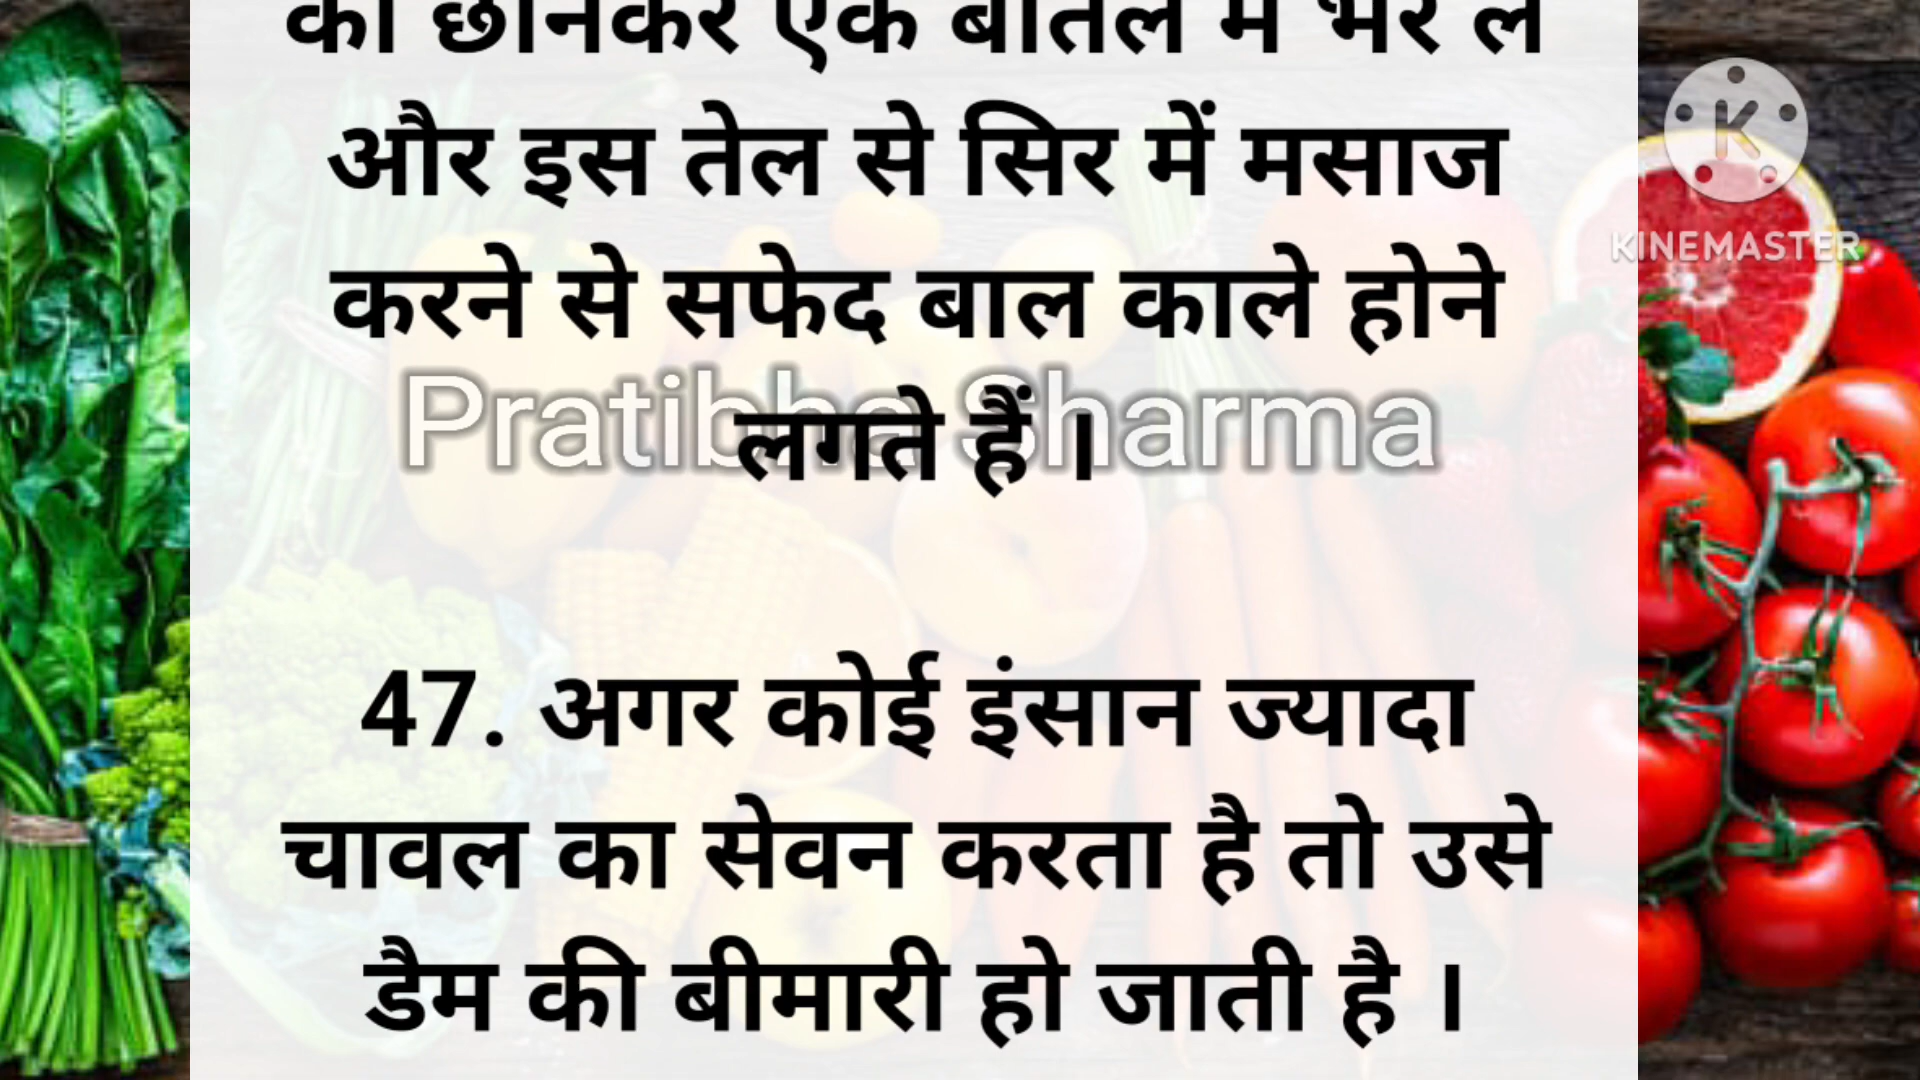 को छानकर एक बोतल में भर लें
और इस तेल से सिर में मसाज
करने से सफेद बाल काले होने
लगते हैं ।
Pratibha Sharma
47. अगर कोई इंसान ज्यादा
चावल का सेवन करता है तो उसे
डैम की बीमारी हो जाती है ।
K
KINEMASTER